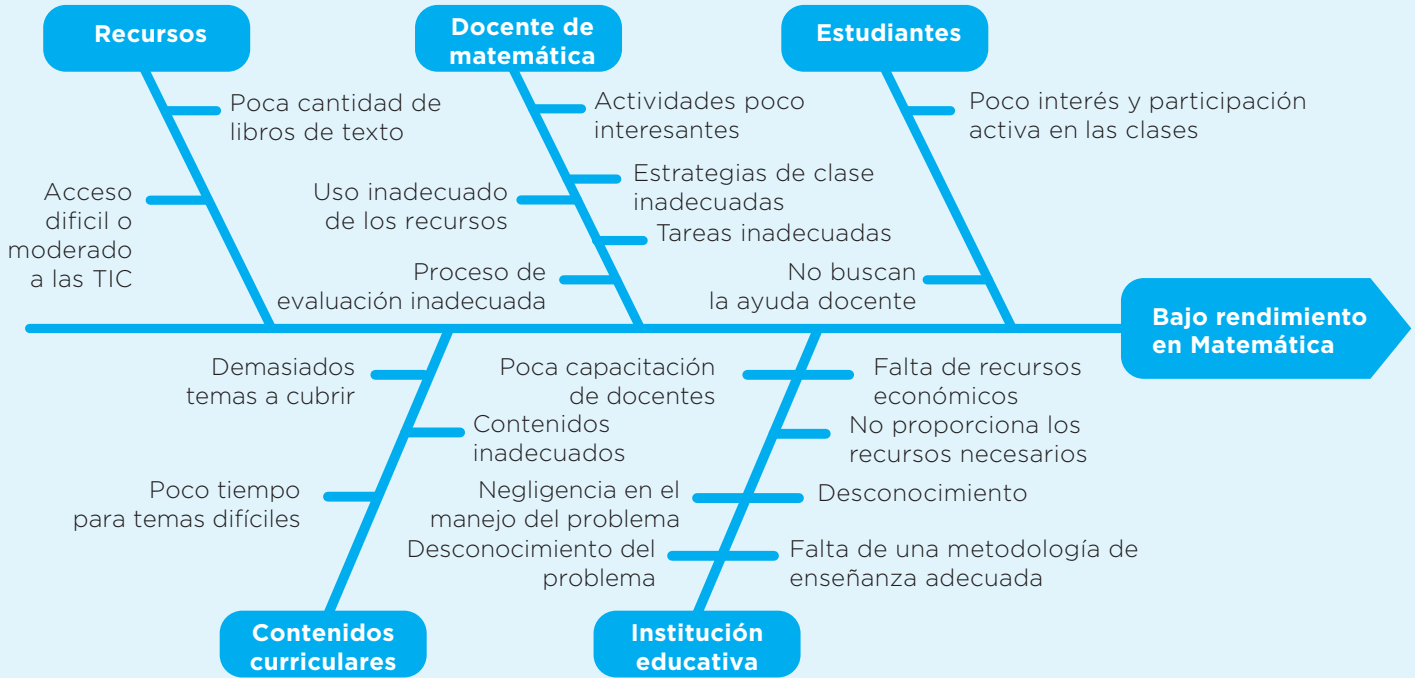 Recursos
Docente de
matemática
Estudiantes
Poca cantidad de
libros de texto
Acceso
dificil o
moderado
a las TIC
Actividades poco
interesantes
Uso inadecuado
de los recursos
Estrategias de clase
inadecuadas
Tareas inadecuadas
Proceso de
evaluación inadecuada
Poco interés y participación
activa en las clases
No buscan
la ayuda docente
Bajo rendimiento
en Matemática
Demasiados
temas a cubrir
Contenidos
inadecuados
Poco tiempo
para temas difíciles
Poca capacitación
de docentes
Falta de recursos
económicos
No proporciona los
recursos necesarios
Negligencia en el
manejo del problema
Desconocimiento
Desconocimiento del
problema
Falta de una metodología de
enseñanza adecuada
Contenidos
curriculares
Institución
educativa